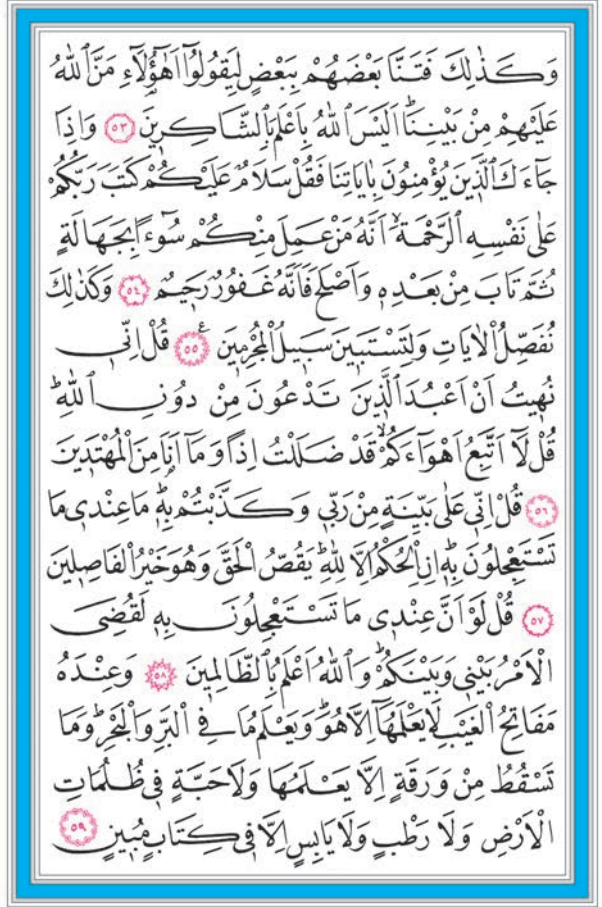 وَكَذٰلِكَ فَتَنَّا بَعْضَهُمْ بِبَعْضٍ لِيَقُولُٓوا اَهٰٓؤُ۬لَٓاءِ مَنَّ اللّٰهُ
عَلَيْهِمْ مِنْ بَيْنِنَاۜ اَلَيْسَ اللّٰهُ بِاَعْلَمَ بِالشَّاكِرٖينَ ﴿٥٣﴾ وَاِذَا
جَٓاءَكَ الَّذٖينَ يُؤْمِنُونَ بِاٰيَاتِنَا فَقُلْ سَلَامٌ عَلَيْكُمْ كَتَبَ رَبُّكُمْ
عَلٰى نَفْسِهِ الرَّحْمَةَۙ اَنَّهُ مَنْ عَمِلَ مِنْكُمْ سُٓوءًا بِجَهَالَةٍ
ثُمَّ تَابَ مِنْ بَعْدِهٖ وَاَصْلَحَ فَاَنَّهُ غَفُورٌ رَحٖيمٌ ﴿٥٤﴾ وَكَذٰلِكَ
نُفَصِّلُ الْاٰيَاتِ وَلِتَسْتَبٖينَ سَبٖيلُ الْمُجْرِمٖينَ ﴿٥٥﴾ ع قُلْ اِنّٖي
نُهٖيتُ اَنْ اَعْبُدَ الَّذٖينَ تَدْعُونَ مِنْ دُونِ اللّٰهِۜ
قُلْ لَٓا اَتَّبِعُ اَهْوَٓاءَكُمْۙ قَدْ ضَلَلْتُ اِذًا وَمَٓا اَنَا۬ مِنَ الْمُهْتَدٖينَ
﴿٥٦﴾ قُلْ اِنّٖي عَلٰى بَيِّنَةٍ مِنْ رَبّٖي وَكَذَّبْتُمْ بِهٖۜ مَا عِنْدٖي مَا
تَسْتَعْجِلُونَ بِهٖۜ اِنِ الْحُكْمُ اِلَّا لِلّٰهِۜ يَقُصُّ الْحَقَّ وَهُوَ خَيْرُ الْفَاصِلٖينَ
﴿٥٧﴾ قُلْ لَوْ اَنَّ عِنْدٖي مَا تَسْتَعْجِلُونَ بِهٖ لَقُضِيَ
الْاَمْرُ بَيْنٖي وَبَيْنَكُمْۜ وَاللّٰهُ اَعْلَمُ بِالظَّالِمٖينَ ﴿٥٨﴾ وَعِنْدَهُ
مَفَاتِحُ الْغَيْبِ لَا يَعْلَمُهَٓا اِلَّا هُوَۜ وَيَعْلَمُ مَا فِي الْبَرِّ وَالْبَحْرِۜ وَمَا
تَسْقُطُ مِنْ وَرَقَةٍ اِلَّا يَعْلَمُهَا وَلَا حَبَّةٍ فٖي ظُلُمَاتِ
الْاَرْضِ وَلَا رَطْبٍ وَلَا يَابِسٍ اِلَّا فٖي كِتَابٍ مُبٖينٍ ﴿٥٩﴾